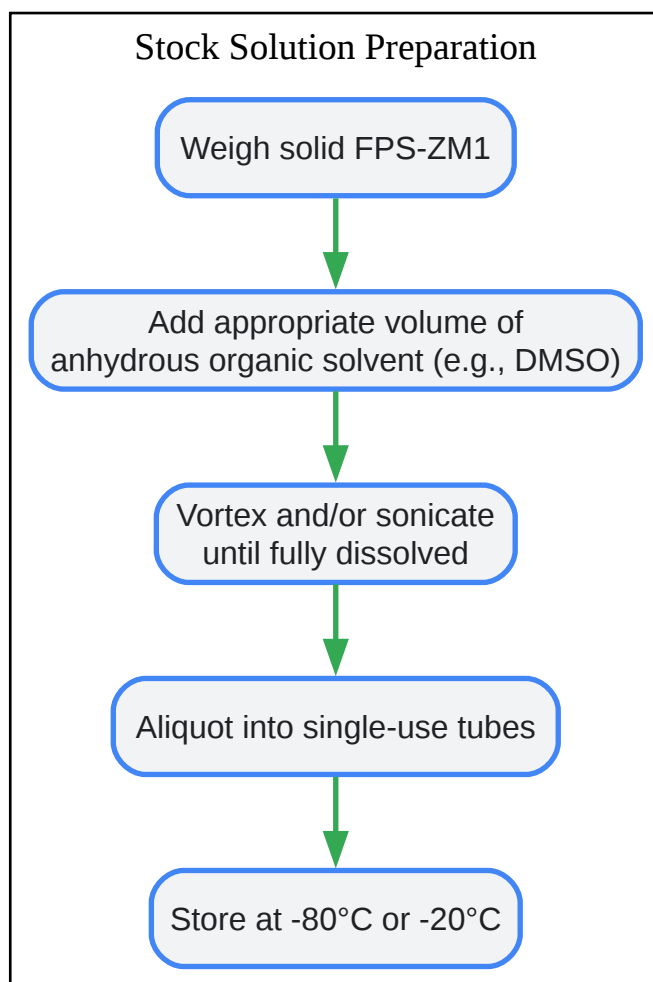 Stock Solution Preparation
Weigh solid FPS-ZM1
Add appropriate volume of
anhydrous organic solvent (e.g., DMSO)
Vortex and/or sonicate
until fully dissolved
Aliquot into single-use tubes
Store at -80°C or -20°C